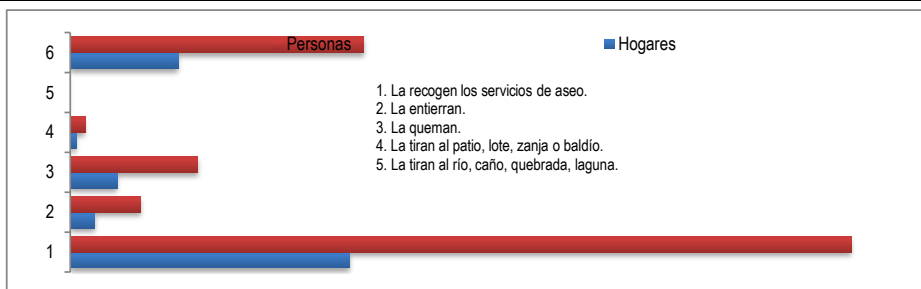 Personas
Hogares
6
5
4
3
2
1
1. La recogen los servicios de aseo.
2. La entierran.
3. La queman.
4. La tiran al patio, lote, zanja o baldío.
5. La tiran al río, caño, quebrada, laguna.